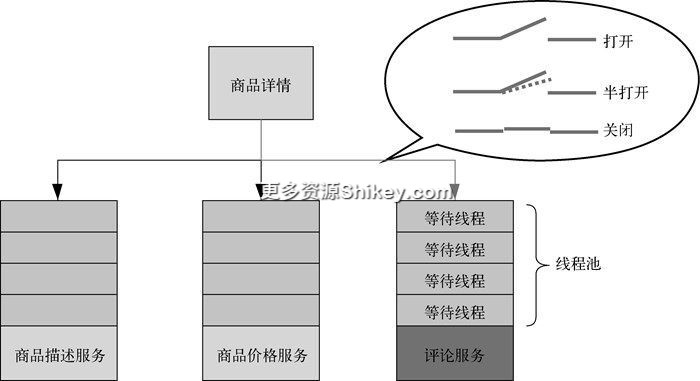 打开
商品详情
半打开
关闭
更多资源Shikey.com
等待线程
等待线程
线程池
等待线程
等待线程
商品描述服务
商品价格服务
评论服务